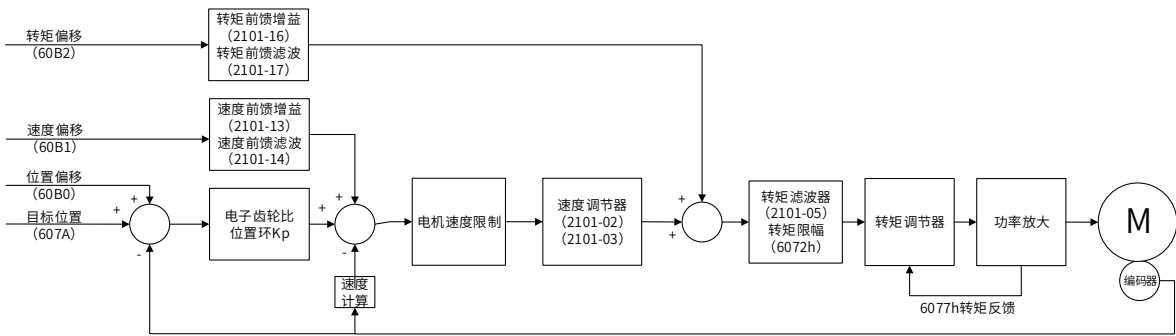 转矩偏移
（60B2）
转矩前馈增益
（2101-16）
转矩前馈滤波
（2101-17）
速度偏移
（60B1）
速度前馈增益
（2101-13）
速度前馈滤波
（2101-14）
位置偏移
（60B0）
目标位置
（607A）
+
+
-
电子齿轮比
位置环Kp
+
+
-
速度
计算
电机速度限制
速度调节器
（2101-02）
（2101-03）
+
+
转矩滤波器
（2101-05）
转矩限幅
（6072h）
转矩调节器
功率放大
6077h转矩反馈
M
编码器